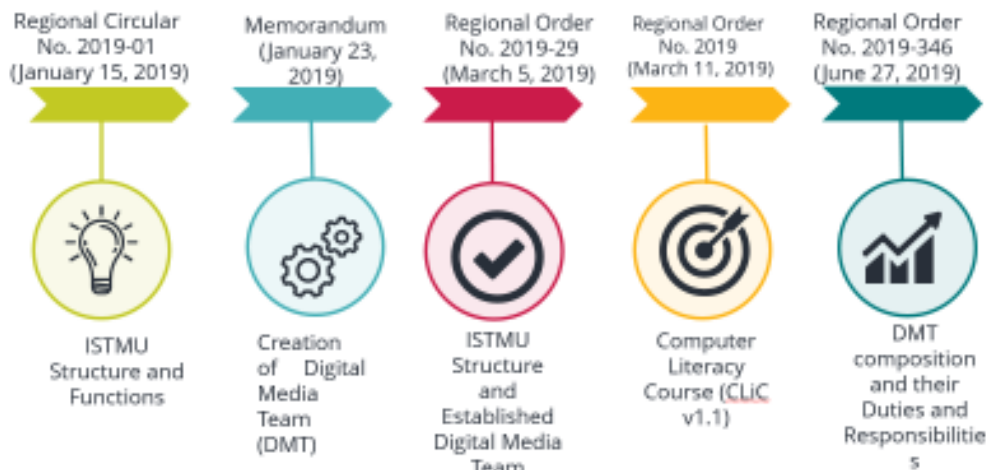 Regional Circular
No. 2019-01
(January 15, 2019)
Memorandum
(January 23,
2019)
Regional Order
No. 2019-29
(March 5, 2019)
Regional Order
No. 2019
(March 11, 2019)
Regional Order
No. 2019-346
(June 27, 2019)
ISTMU
Structure and
Functions
Creation
of Digital
Media
Team
(DMT)
ISTMU
Structure
and
Established
Digital Media
Team
Computer
Literacy
Course (CLiC
v1.1)
DMT
composition
and their
Duties and
Responsibilitie
s